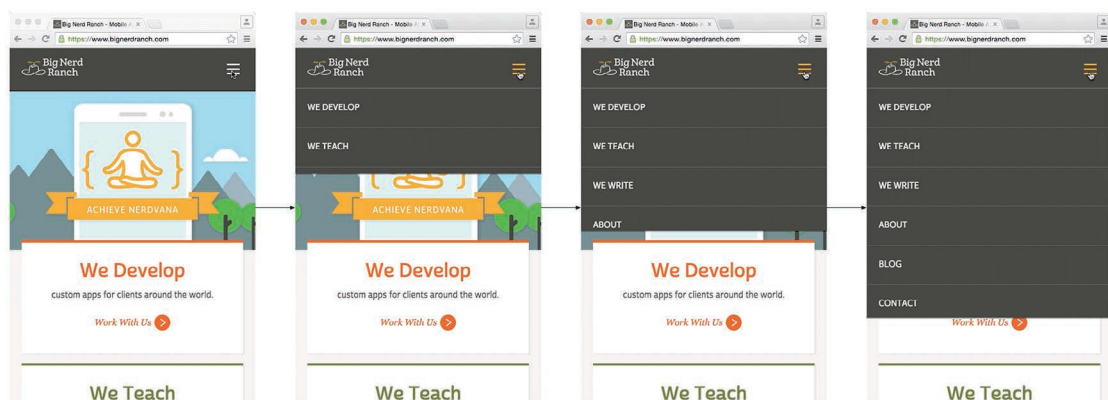 Big Nerd Ranch - Mobile A
https://www.bignerdranch.com
Big Nerd
Ranch
ACHIEVE NERDVANA
We Develop
custom apps for clients around the world.
Work With Us
We Teach
Big Nerd Ranch - Mobile A
https://www.bignerdranch.com
Big Nerd
Ranch
WE DEVELOP
WE TEACH
ACHIEVE NERDVANA
We Develop
custom apps for clients around the world.
Work With Us
We Teach
Big Nerd Ranch - Mobile A
https://www.bignerdranch.com
Big Nerd
Ranch
WE DEVELOP
WE TEACH
WE WRITE
ABOUT
We Develop
custom apps for clients around the world.
Work With Us
We Teach
Big Nerd Ranch - Mobile A
https://www.bignerdranch.com
Big Nerd
Ranch
WE DEVELOP
WE TEACH
WE WRITE
ABOUT
BLOG
CONTACT
Work With Us
We Teach